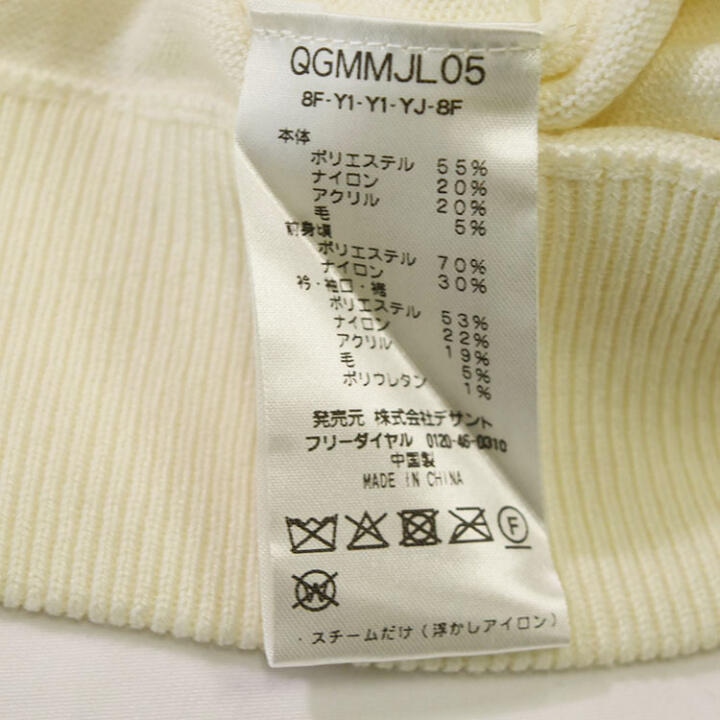 QGMMJL05
8F-Y1-Y1-YJ-8F
本体
ポリエステル 55%
ナイロン 20%
アクリル 20%
毛 5%
前身頃
ポリエステル 70%
ナイロン 30%
衿・袖口・裾
ポリエステル 53%
ナイロン 22%
アクリル 19%
毛 5%
ポリウレタン 1%
発売元 株式会社デサント
フリーダイヤル 0120-46-0310
中国製
MADE IN CHINA
F
W
・スチームだけ(浮かしアイロン)